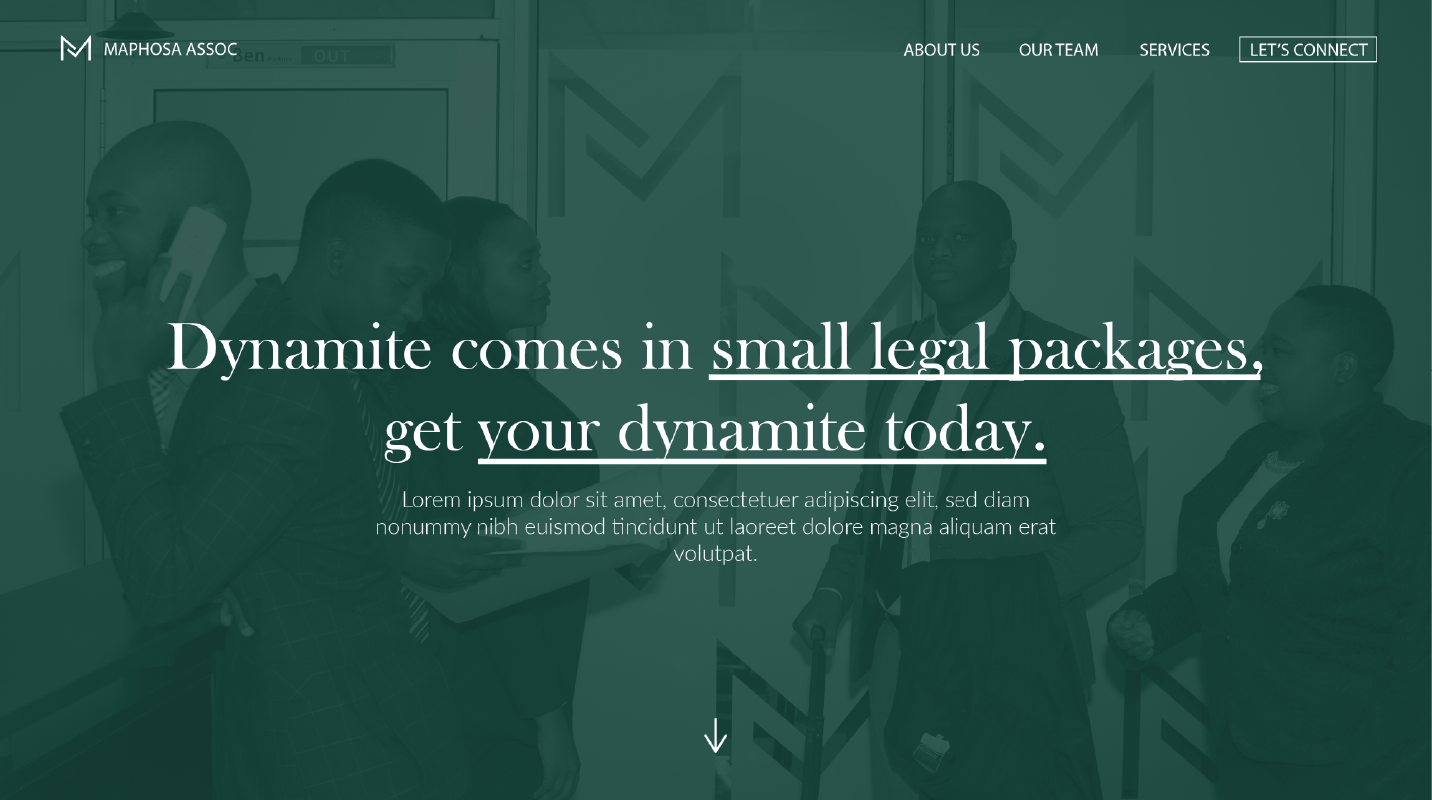 MAPHOSA ASSOC
ABOUT US
OUR TEAM
SERVICES
LET'S CONNECT
Ben
OUT
Dynamite comes in small legal packages,
get your dynamite today.
Lorem ipsum dolor sit amet, consectetuer adipiscing elit, sed diam
nonummy nibh euismod tincidunt ut laoreet dolore magna aliquam erat
volutpat.